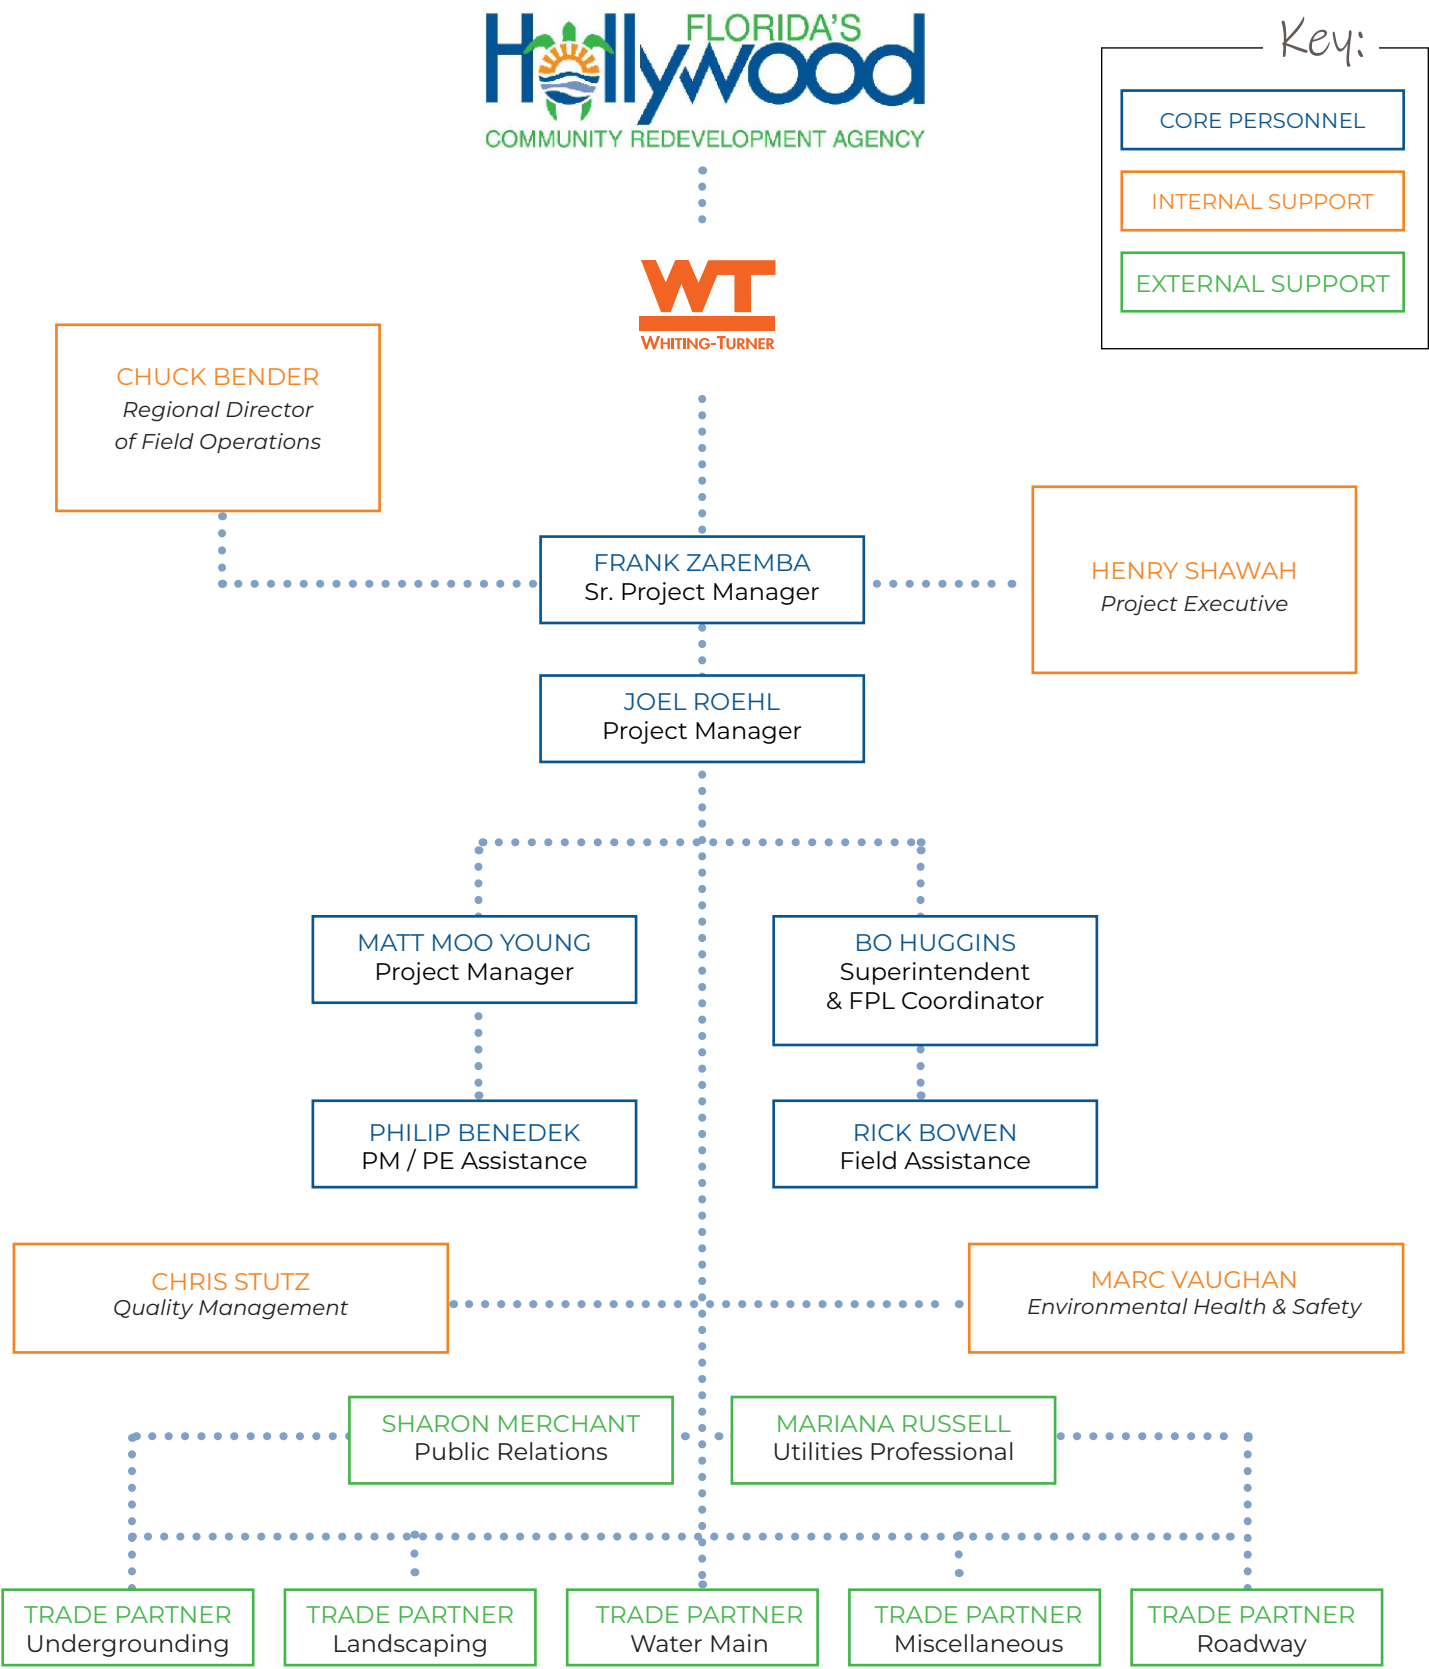 FLORIDA'S
Hollywood
COMMUNITY REDEVELOPMENT AGENCY
Key:
CORE PERSONNEL
INTERNAL SUPPORT
EXTERNAL SUPPORT
WT
WHITING-TURNER
CHUCK BENDER
Regional Director
of Field Operations
FRANK ZAREMBA
Sr. Project Manager
HENRY SHAWAH
Project Executive
JOEL ROEHL
Project Manager
MATT MOO YOUNG
Project Manager
BO HUGGINS
Superintendent
& FPL Coordinator
PHILIP BENEDEK
PM / PE Assistance
RICK BOWEN
Field Assistance
CHRIS STUTZ
Quality Management
MARC VAUGHAN
Environmental Health & Safety
SHARON MERCHANT
Public Relations
MARIANA RUSSELL
Utilities Professional
TRADE PARTNER
Undergrounding
TRADE PARTNER
Landscaping
TRADE PARTNER
Water Main
TRADE PARTNER
Miscellaneous
TRADE PARTNER
Roadway